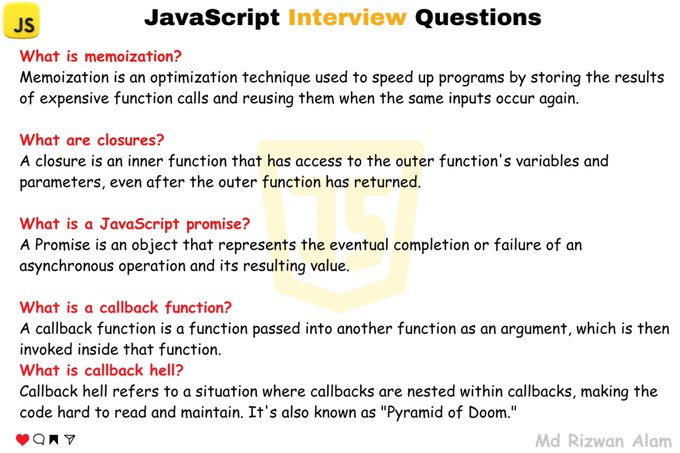 JS
JavaScript Interview Questions
What is memoization?
Memoization is an optimization technique used to speed up programs by storing the results
of expensive function calls and reusing them when the same inputs occur again.
What are closures?
A closure is an inner function that has access to the outer function's variables and
parameters, even after the outer function has returned.
What is a JavaScript promise?
A Promise is an object that represents the eventual completion or failure of an
asynchronous operation and its resulting value.
What is a callback function?
A callback function is a function passed into another function as an argument, which is then
invoked inside that function.
What is callback hell?
Callback hell refers to a situation where callbacks are nested within callbacks, making the
code hard to read and maintain. It's also known as "Pyramid of Doom."
Md Rizwan Alam